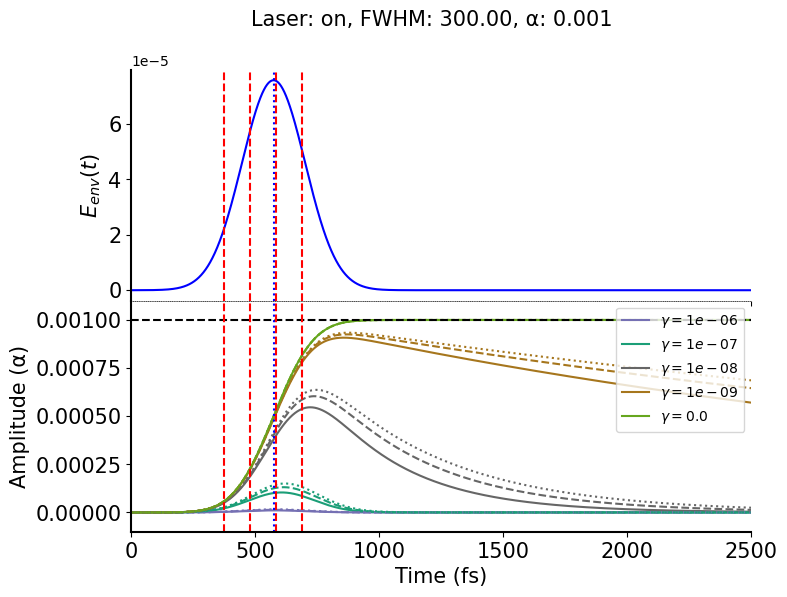 Laser: on, FWHM: 300.00, α: 0.001
1e−5
6
4
2
0
E_env(t)
0.00100
0.00075
0.00050
0.00025
0.00000
Amplitude (α)
γ = 1e − 06
γ = 1e − 07
γ = 1e − 08
γ = 1e − 09
γ = 0.0
0 500 1000 1500 2000 2500
Time (fs)